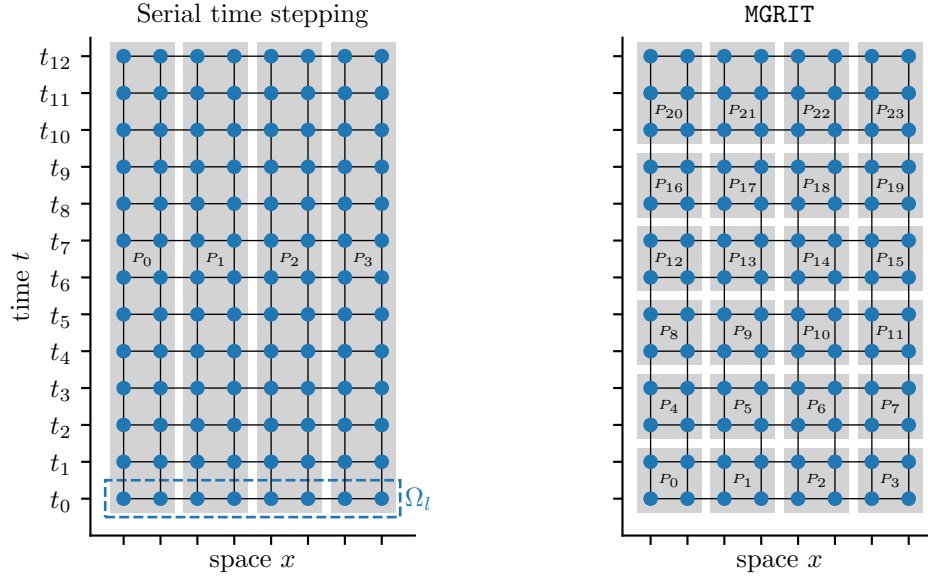 Serial time stepping
MGRIT
time t
t₁₂
t₁₁
t₁₀
t₉
t₈
t₇
t₆
t₅
t₄
t₃
t₂
t₁
t₀
P₀ P₁ P₂ P₃
Ω_l
space x
P₂₀ P₂₁ P₂₂ P₂₃
P₁₆ P₁₇ P₁₈ P₁₉
P₁₂ P₁₃ P₁₄ P₁₅
P₈ P₉ P₁₀ P₁₁
P₄ P₅ P₆ P₇
P₀ P₁ P₂ P₃
space x